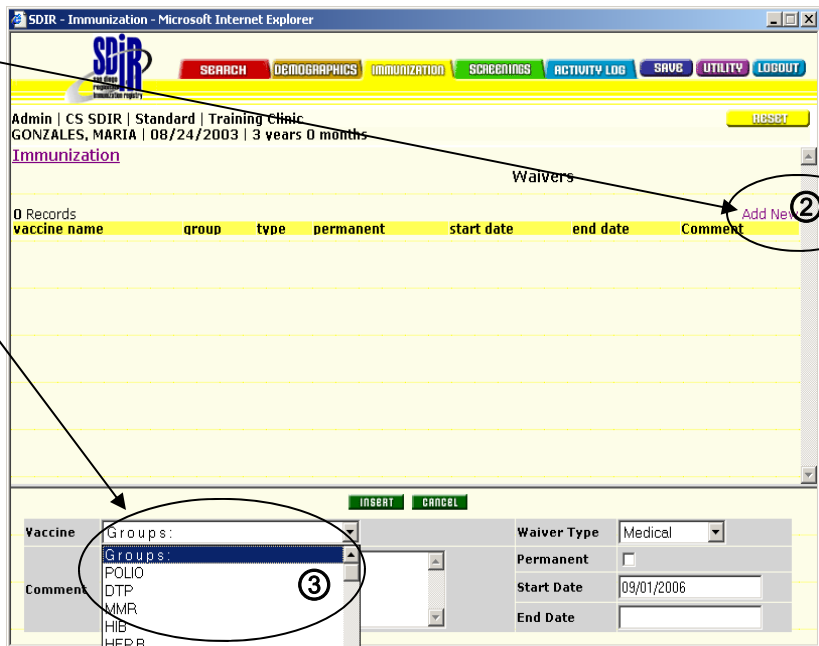 SDIR - Immunization - Microsoft Internet Explorer
SDIR
san diego
regional
immunization registry
SEARCH DEMOGRAPHICS IMMUNIZATION SCREENINGS ACTIVITY LOG SAVE UTILITY LOGOUT
Admin | CS SDIR | Standard | Training Clinic
RESET
GONZALES, MARIA | 08/24/2003 | 3 years 0 months
Immunization
Waivers
0 Records
Add New
②
vaccine name group type permanent start date end date Comment
INSERT CANCEL
Vaccine Groups: Waiver Type Medical
Groups: Permanent
POLIO
Comment DTP ③ Start Date 09/01/2006
MMR
HIB End Date
HEP B